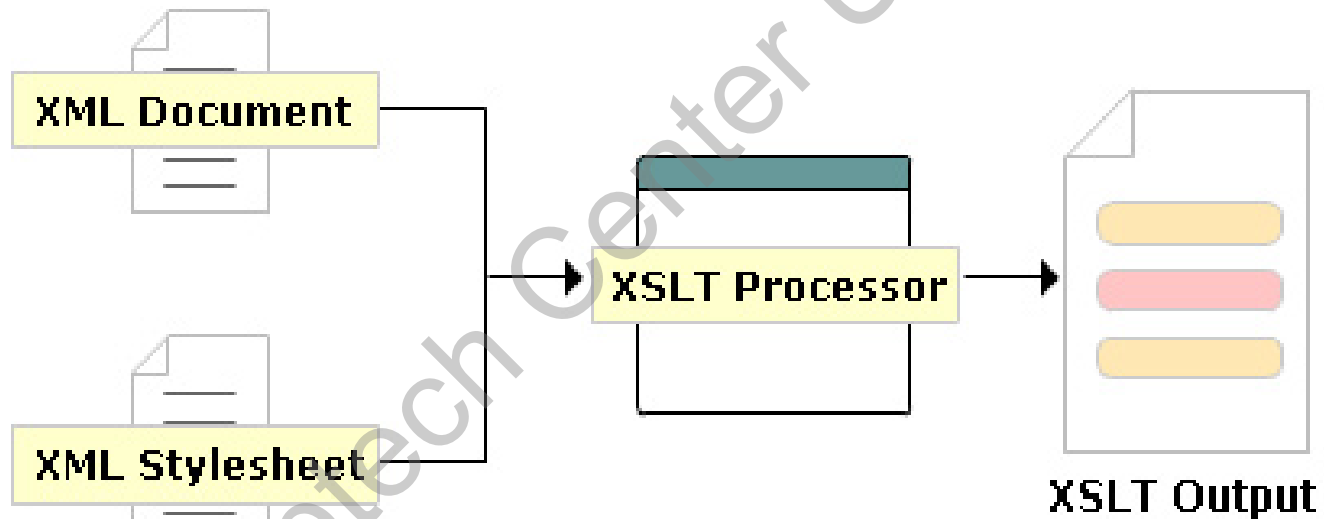 XML Document
XML Stylesheet
XSLT Processor
XSLT Output
tech Center